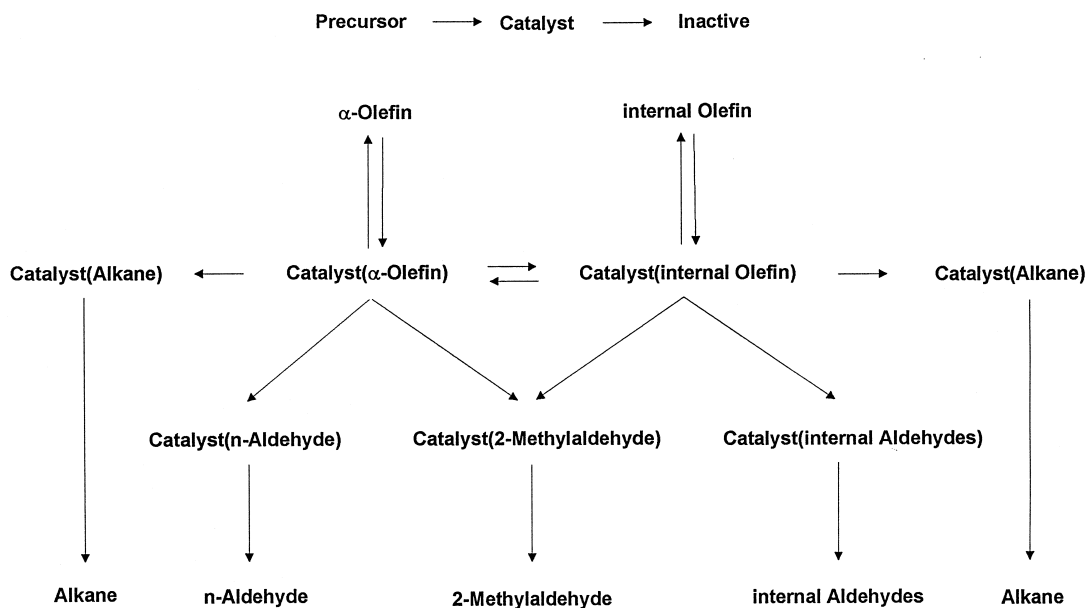 Precursor Catalyst Inactive
α-Olefin internal Olefin
Catalyst(Alkane) Catalyst(α-Olefin) Catalyst(internal Olefin) Catalyst(Alkane)
Catalyst(n-Aldehyde) Catalyst(2-Methylaldehyde) Catalyst(internal Aldehydes)
Alkane n-Aldehyde 2-Methylaldehyde internal Aldehydes Alkane